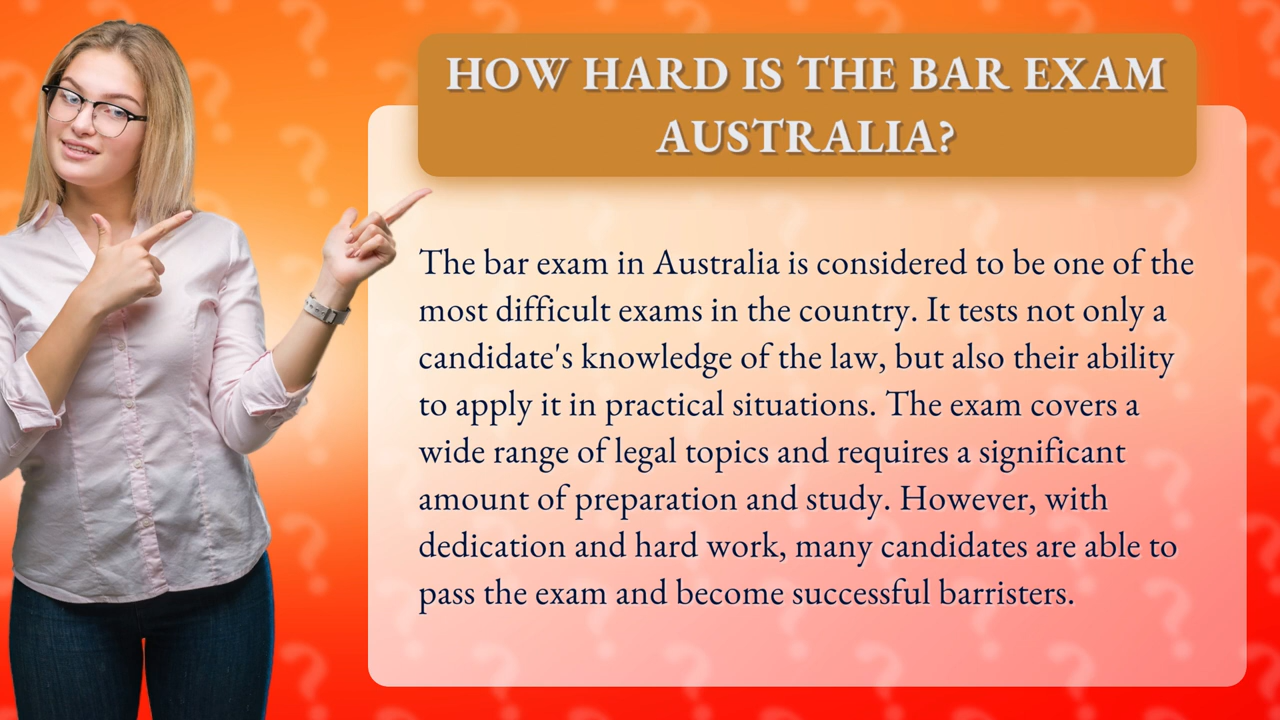 HOW HARD IS THE BAR EXAM
AUSTRALIA?
The bar exam in Australia is considered to be one of the
most difficult exams in the country. It tests not only a
candidate's knowledge of the law, but also their ability
to apply it in practical situations. The exam covers a
wide range of legal topics and requires a significant
amount of preparation and study. However, with
dedication and hard work, many candidates are able to
pass the exam and become successful barristers.